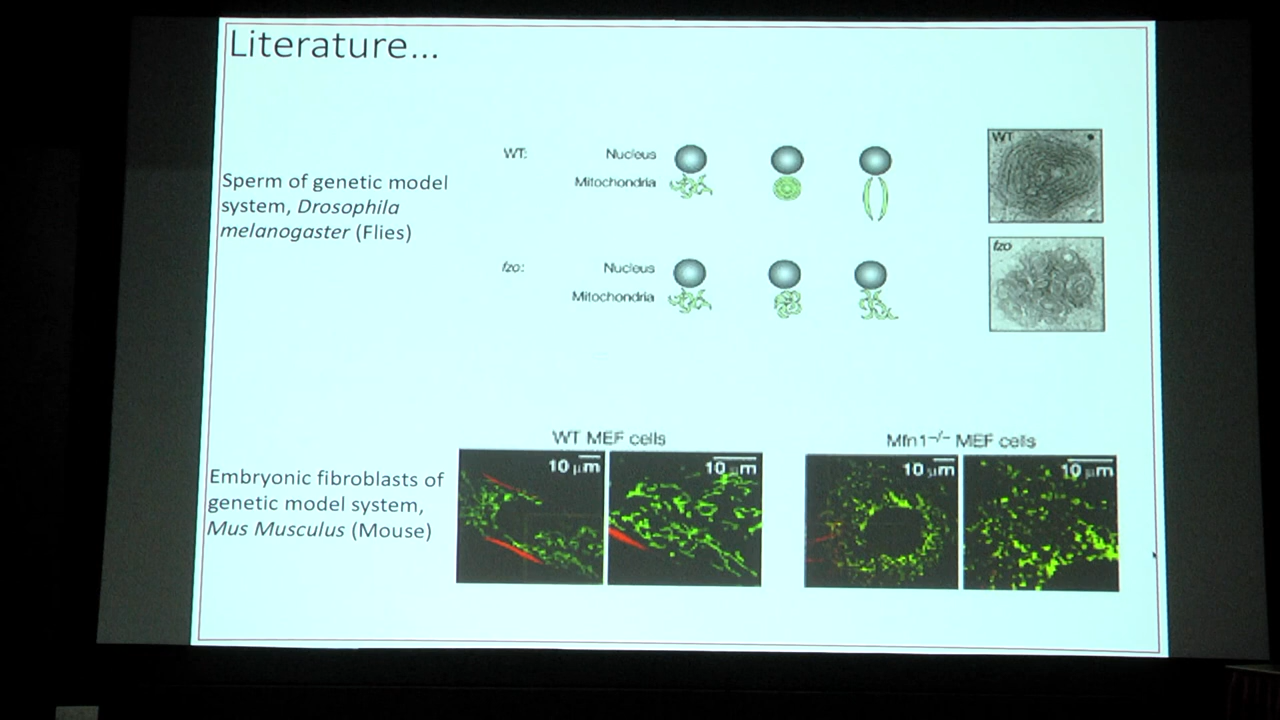 Literature...
WT:
Nucleus
Mitochondria
WT
Sperm of genetic model
system, Drosophila
melanogaster (Flies)
fzo:
Nucleus
Mitochondria
fzo
WT MEF cells
Mfn1-/- MEF cells
10 μm
10 μm
10 μm
10 μm
Embryonic fibroblasts of
genetic model system,
Mus Musculus (Mouse)